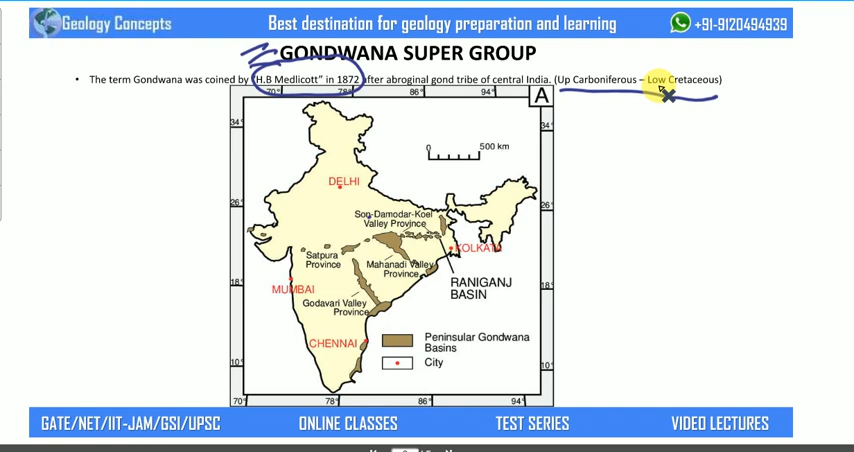 Geology Concepts
Best destination for geology preparation and learning
+91-9120494939
GONDWANA SUPER GROUP
• The term Gondwana was coined by "H.B Medlicott" in 1872 after abroginal gond tribe of central India. (Up Carboniferous – Low Cretaceous)
70° 78° 86° 94°
A
34° 34°
0 500 km
DELHI
26° 26°
Son-Damodar-Koel
Valley Province
KOLKATA
Satpura
Province
Mahanadi Valley
Province
RANIGANJ
BASIN
18° 18°
MUMBAI
Godavari Valley
Province
CHENNAI
Peninsular Gondwana
Basins
City
10° 10°
70° 78° 86° 94°
GATE/NET/IIT-JAM/GSI/UPSC
ONLINE CLASSES
TEST SERIES
VIDEO LECTURES